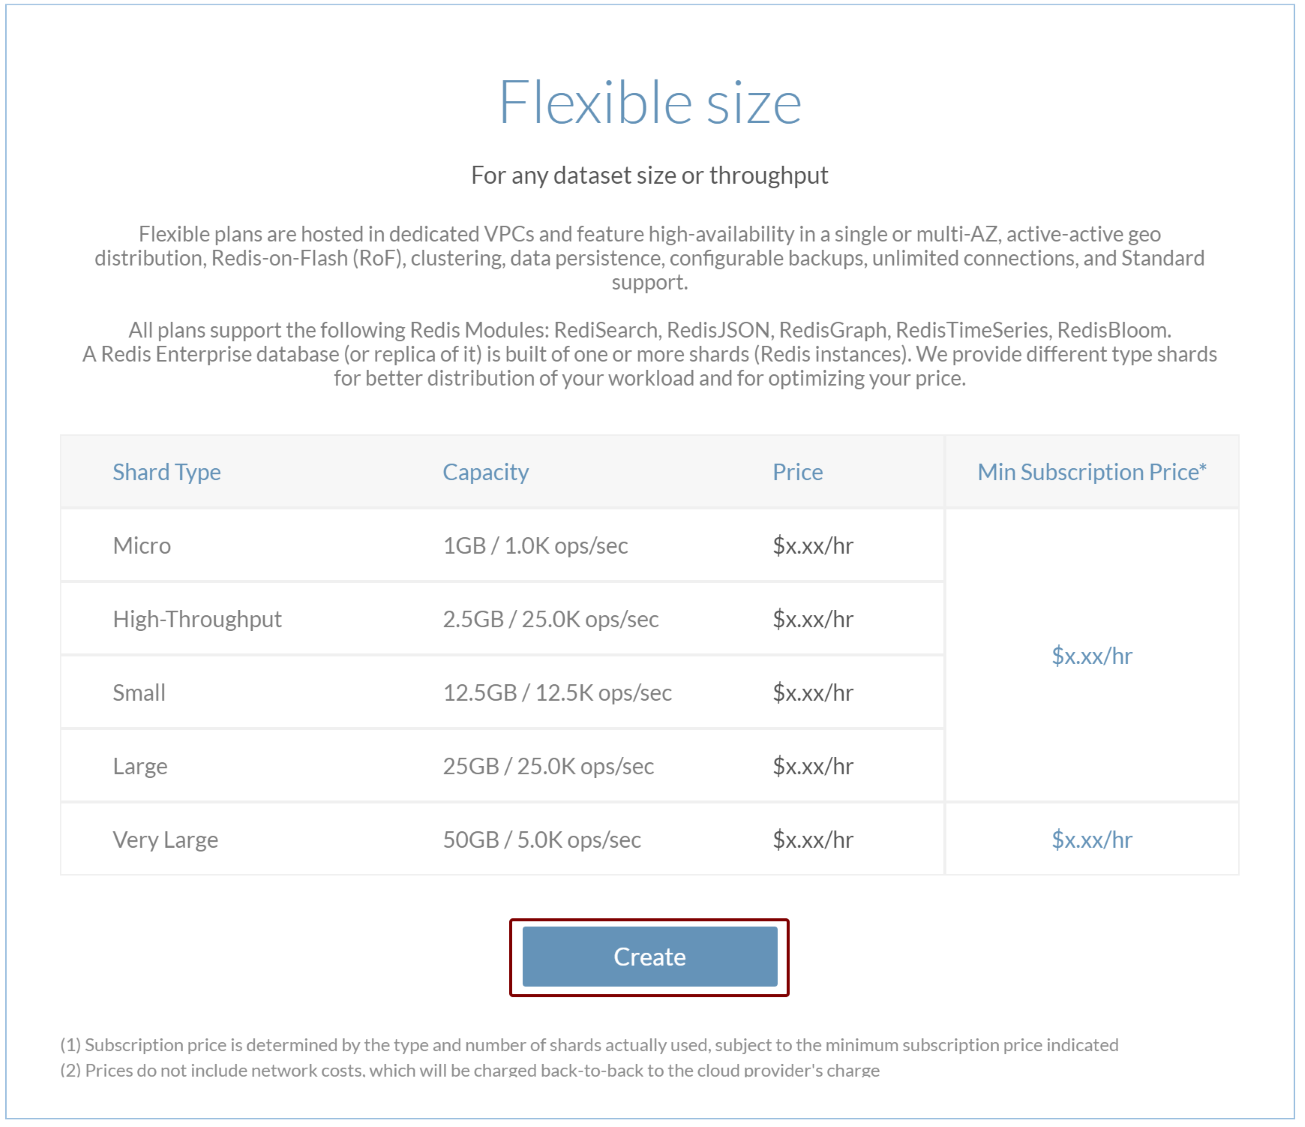 Flexible size
For any dataset size or throughput
Flexible plans are hosted in dedicated VPCs and feature high-availability in a single or multi-AZ, active-active geo
distribution, Redis-on-Flash (RoF), clustering, data persistence, configurable backups, unlimited connections, and Standard
support.
All plans support the following Redis Modules: RediSearch, RedisJSON, RedisGraph, RedisTimeSeries, RedisBloom.
A Redis Enterprise database (or replica of it) is built of one or more shards (Redis instances). We provide different type shards
for better distribution of your workload and for optimizing your price.
Shard Type Capacity Price Min Subscription Price*
Micro 1GB / 1.0K ops/sec $x.xx/hr
High-Throughput 2.5GB / 25.0K ops/sec $x.xx/hr
$x.xx/hr
Small 12.5GB / 12.5K ops/sec $x.xx/hr
Large 25GB / 25.0K ops/sec $x.xx/hr
Very Large 50GB / 5.0K ops/sec $x.xx/hr $x.xx/hr
Create
(1) Subscription price is determined by the type and number of shards actually used, subject to the minimum subscription price indicated
(2) Prices do not include network costs, which will be charged back-to-back to the cloud provider's charge